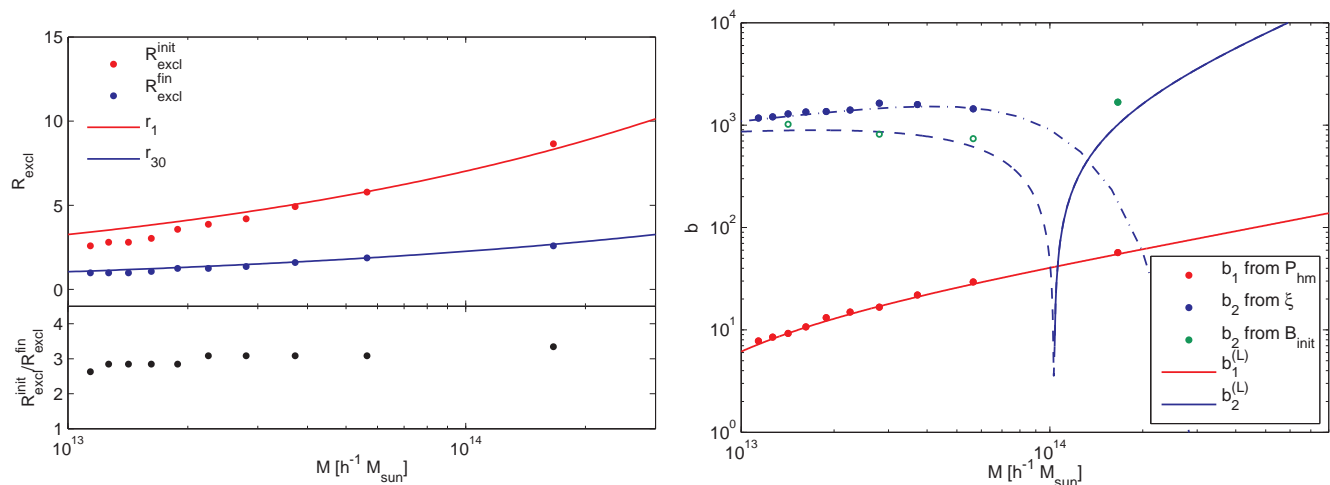 15
10
5
0
R_excl
R_excl^init
R_excl^fin
r_1
r_30
4
3
2
1
R_excl^init/R_excl^fin
10^13
10^14
M [h^-1 M_sun]
10^4
10^3
10^2
10^1
10^0
b
b_1 from P_hm
b_2 from ξ
b_2 from B_init
b_1^(L)
b_2^(L)
10^13
10^14
M [h^-1 M_sun]